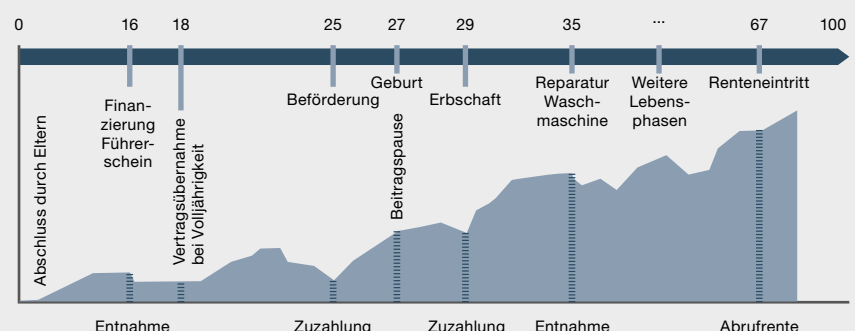 0 16 18 25 27 29 35 ... 67 100
Abschluss durch Eltern
Finan-
zierung
Führer-
schein
Vertragsübernahme
bei Volljährigkeit
Beförderung
Geburt
Beitragspause
Erbschaft
Reparatur
Wasch-
maschine
Weitere
Lebens-
phasen
Renteneintritt
Entnahme Zuzahlung Zuzahlung Entnahme Abrufrente